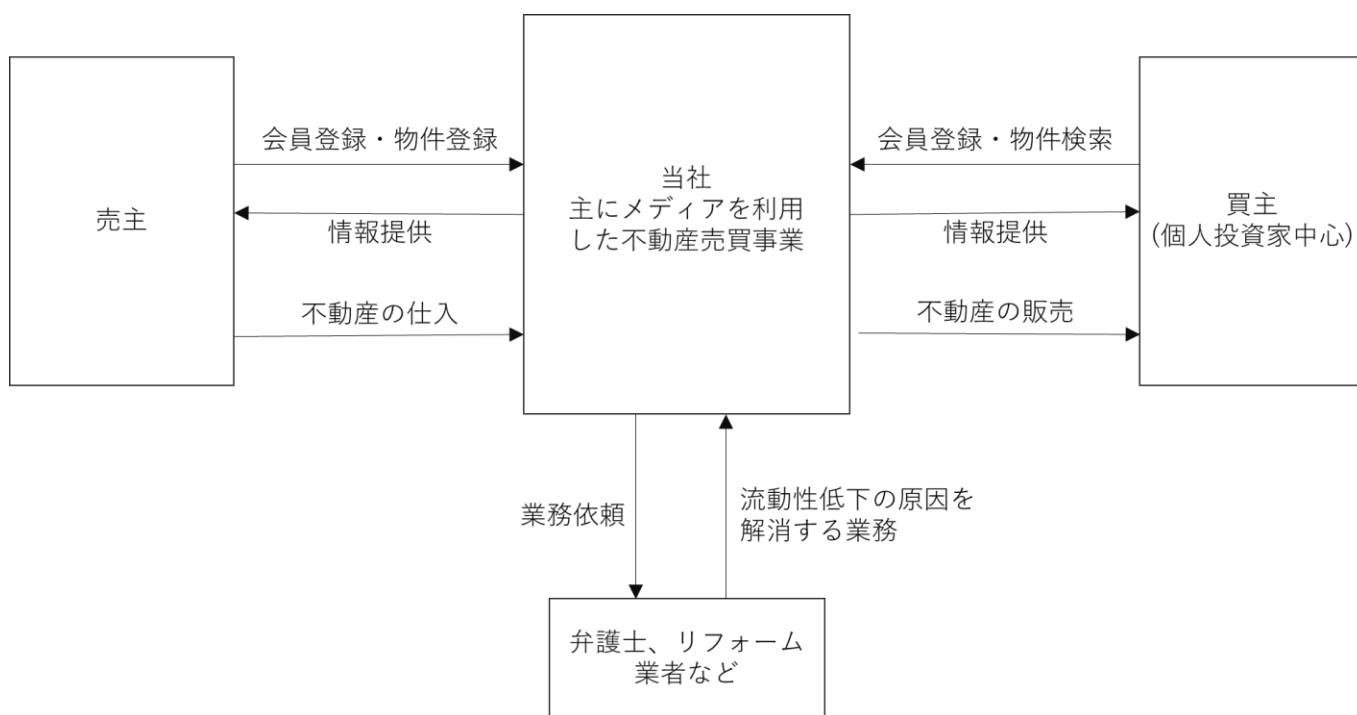 売主
会員登録・物件登録
情報提供
不動産の仕入
当社
主にメディアを利用
した不動産売買事業
会員登録・物件検索
情報提供
不動産の販売
買主
(個人投資家中心)
業務依頼
流動性低下の原因を
解消する業務
弁護士、リフォーム
業者など